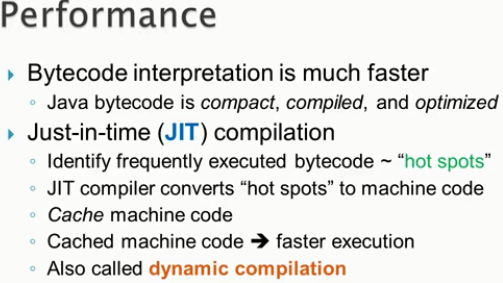 Performance
Bytecode interpretation is much faster
Java bytecode is compact, compiled, and optimized
Just-in-time (JIT) compilation
Identify frequently executed bytecode ~ “hot spots”
JIT compiler converts “hot spots” to machine code
Cache machine code
Cached machine code ➔ faster execution
Also called dynamic compilation